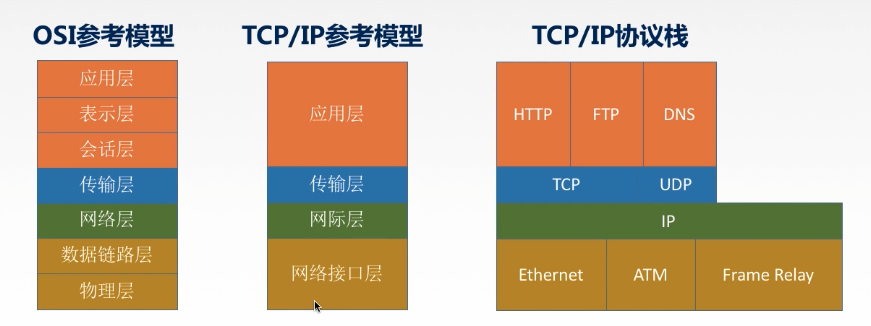 OSI参考模型
应用层
表示层
会话层
传输层
网络层
数据链路层
物理层
TCP/IP参考模型
应用层
传输层
网际层
网络接口层
TCP/IP协议栈
HTTP FTP DNS
TCP UDP
IP
Ethernet ATM Frame Relay